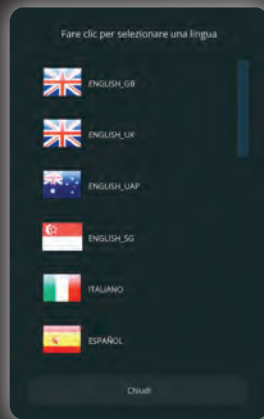 Fare clic per selezionare una lingua
ENGLISH_GB
ENGLISH_UK
ENGLISH_UAP
ENGLISH_SG
ITALIANO
ESPAÑOL
Chiudi